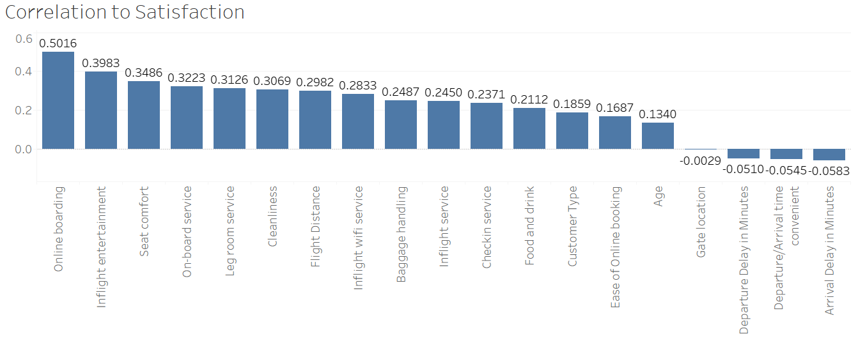 Correlation to Satisfaction
0.6
0.4
0.2
0.0
0.5016
0.3983
0.3486
0.3223
0.3126
0.3069
0.2982
0.2833
0.2487
0.2450
0.2371
0.2112
0.1859
0.1687
0.1340
-0.0029
-0.0510
-0.0545
-0.0583
Online boarding
Inflight entertainment
Seat comfort
On-board service
Leg room service
Cleanliness
Flight Distance
Inflight wifi service
Baggage handling
Inflight service
Checkin service
Food and drink
Customer Type
Ease of Online booking
Age
Gate location
Departure Delay in Minutes
Departure/Arrival time
convenient
Arrival Delay in Minutes